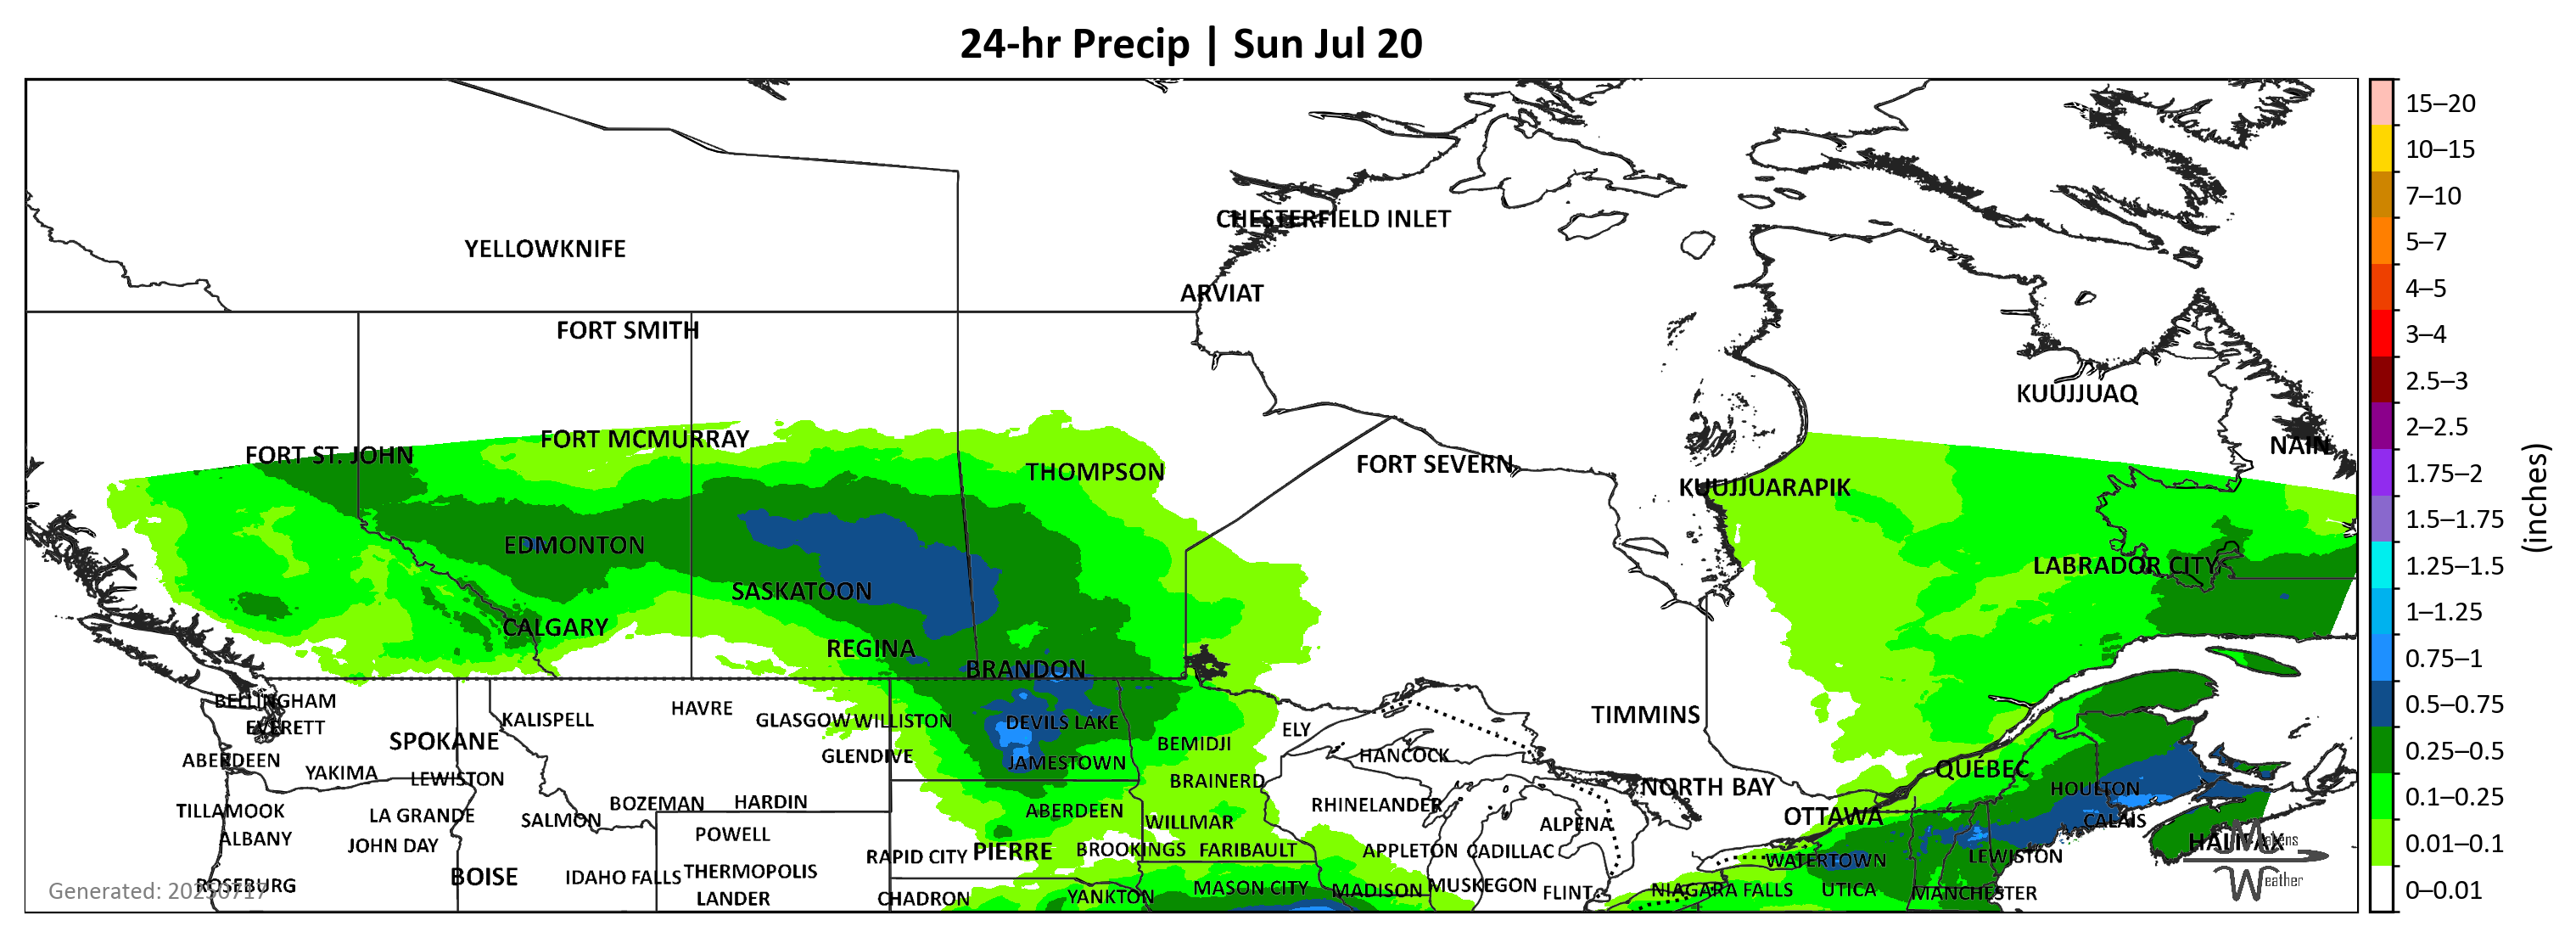 24-hr Precip | Sun Jul 20
15–20
10–15
7–10
5–7
4–5
3–4
2.5–3
2–2.5
1.75–2
1.5–1.75
1.25–1.5
1–1.25
0.75–1
0.5–0.75
0.25–0.5
0.1–0.25
0.01–0.1
0–0.01
(inches)
CHESTERFIELD INLET
YELLOWKNIFE
ARVIAT
FORT SMITH
KUUJJUAQ
FORT MCMURRAY
NAIN
FORT ST. JOHN
FORT SEVERN
THOMPSON
KUUJJUARAPIK
EDMONTON
LABRADOR CITY
SASKATOON
CALGARY
REGINA
BRANDON
BELLINGHAM
HAVRE
TIMMINS
KALISPELL
GLASGOW WILLISTON
DEVILS LAKE
EVERETT
ELY
SPOKANE
BEMIDJI
GLENDIVE
HANCOCK
ABERDEEN
JAMESTOWN
QUÉBEC
YAKIMA
LEWISTON
BRAINERD
NORTH BAY
HOULTON
BOZEMAN
HARDIN
RHINELANDER
TILLAMOOK
ABERDEEN
LA GRANDE
OTTAWA
SALMON
WILLMAR
ALPENA
CALAIS
POWELL
ALBANY
HALIFAX
JOHN DAY
BROOKINGS
FARIBAULT
APPLETON
CADILLAC
PIERRE
RAPID CITY
LEWISTON
WATERTOWN
THERMOPOLIS
BOISE
IDAHO FALLS
ROSEBURG
MASON CITY
MADISON
MUSKEGON
FLINT
NIAGARA FALLS
UTICA
MANCHESTER
LANDER
CHADRON
YANKTON
Generated: 20250717
Weather